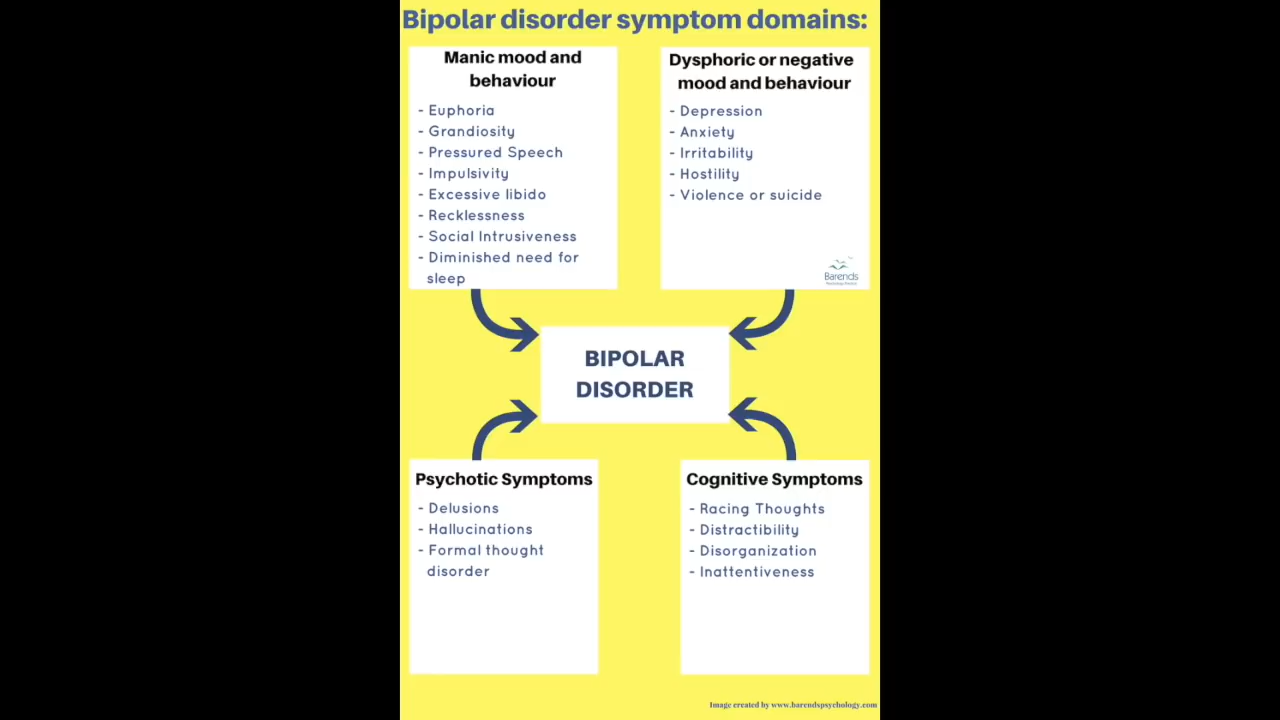 Bipolar disorder symptom domains:
Manic mood and
behaviour
- Euphoria
- Grandiosity
- Pressured Speech
- Impulsivity
- Excessive libido
- Recklessness
- Social Intrusiveness
- Diminished need for
sleep
Dysphoric or negative
mood and behaviour
- Depression
- Anxiety
- Irritability
- Hostility
- Violence or suicide
Barends
BIPOLAR
DISORDER
Psychotic Symptoms
- Delusions
- Hallucinations
- Formal thought
disorder
Cognitive Symptoms
- Racing Thoughts
- Distractibility
- Disorganization
- Inattentiveness
Image created by www.barendspsychology.com